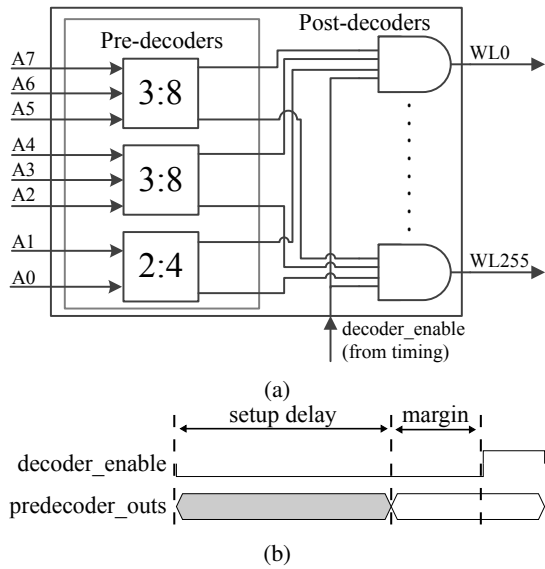 Pre-decoders
Post-decoders
A7
A6
A5
3:8
WL0
A4
A3
A2
3:8
A1
A0
2:4
WL255
decoder_enable
(from timing)
(a)
setup delay
margin
decoder_enable
predecoder_outs
(b)